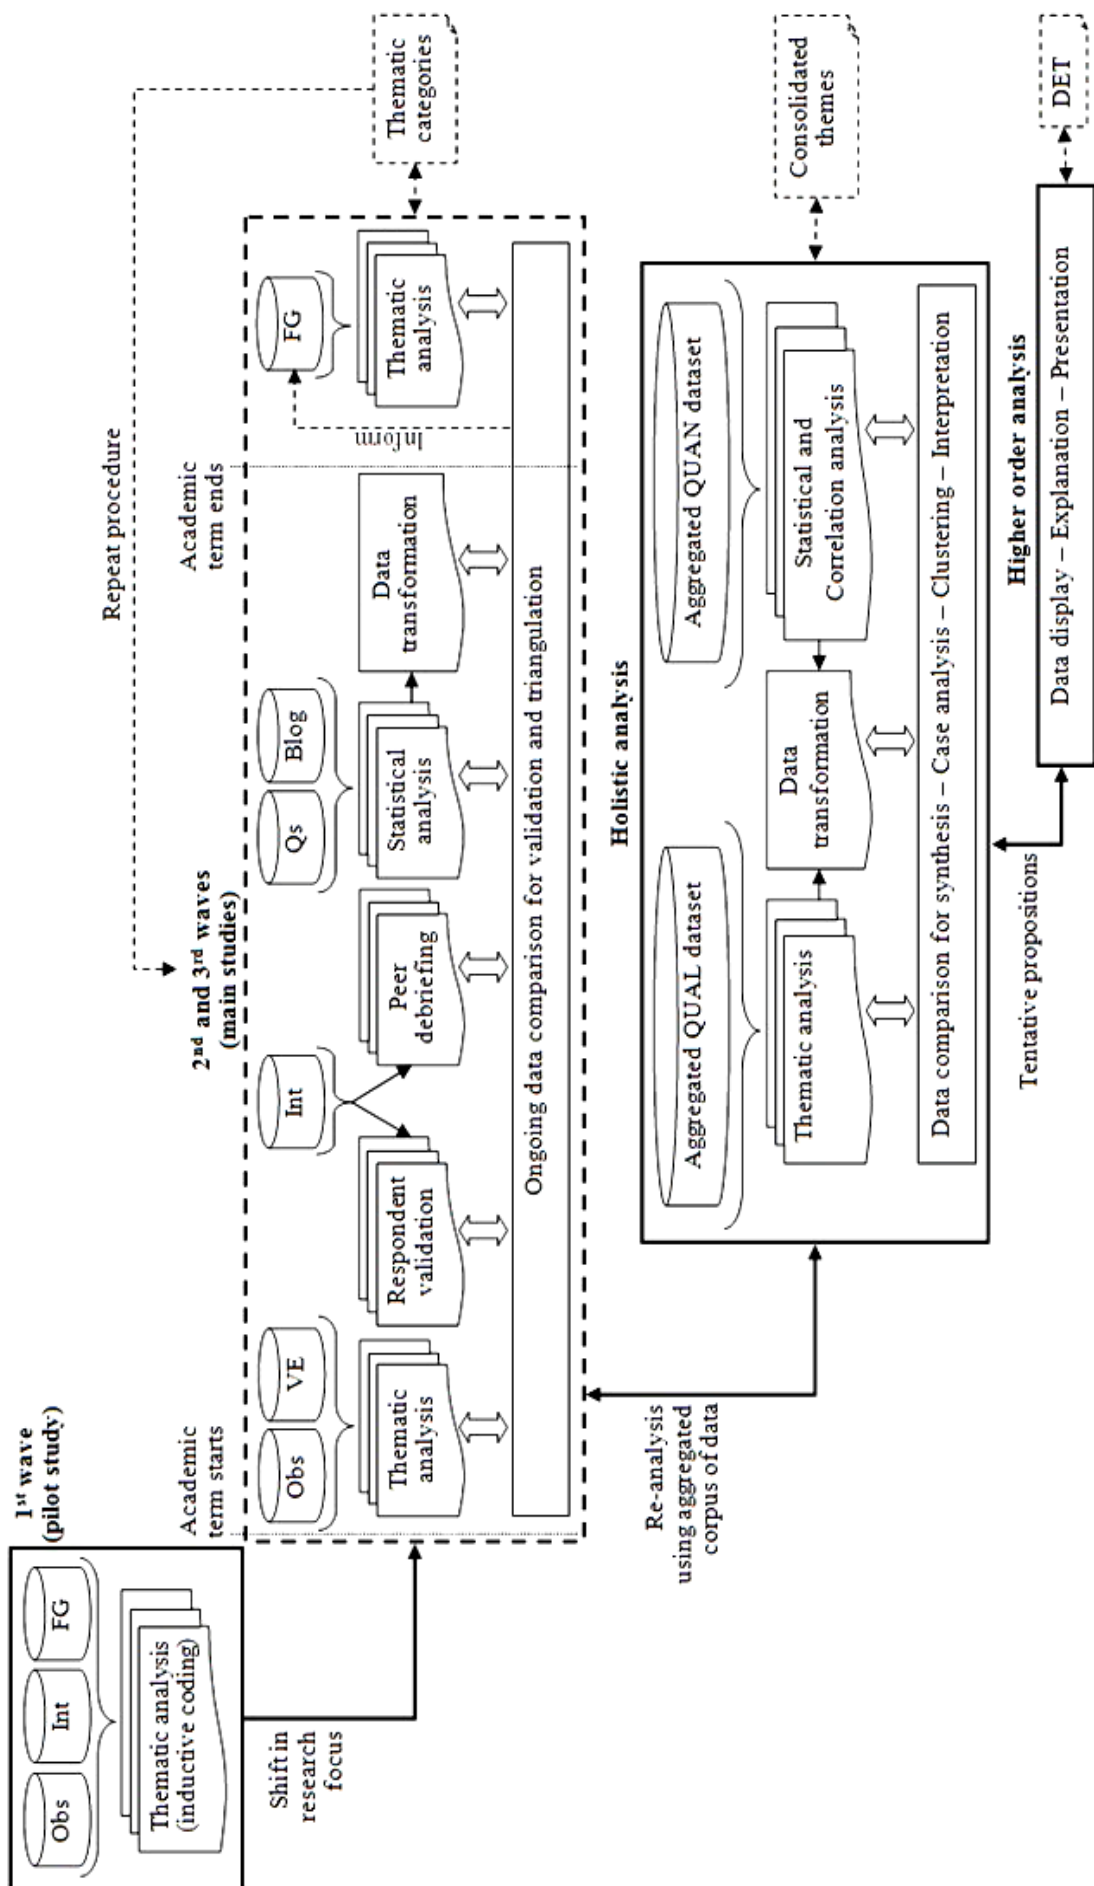 1st wave
(pilot study)
Obs
Int
FG
Thematic analysis
(inductive coding)
Shift in
research
focus
Repeat procedure
2nd and 3rd waves
(main studies)
Academic
term starts
Academic
term ends
Obs
VE
Int
Qs
Blog
FG
Thematic
analysis
Respondent
validation
Peer
debriefing
Statistical
analysis
Data
transformation
Inform
Thematic
analysis
Ongoing data comparison for validation and triangulation
Thematic
categories
Re-analysis
using aggregated
corpus of data
Holistic analysis
Aggregated QUAL dataset
Aggregated QUAN dataset
Thematic analysis
Data
transformation
Statistical and
Correlation analysis
Data comparison for synthesis – Case analysis – Clustering – Interpretation
Consolidated
themes
Tentative propositions
Higher order analysis
Data display – Explanation – Presentation
DET